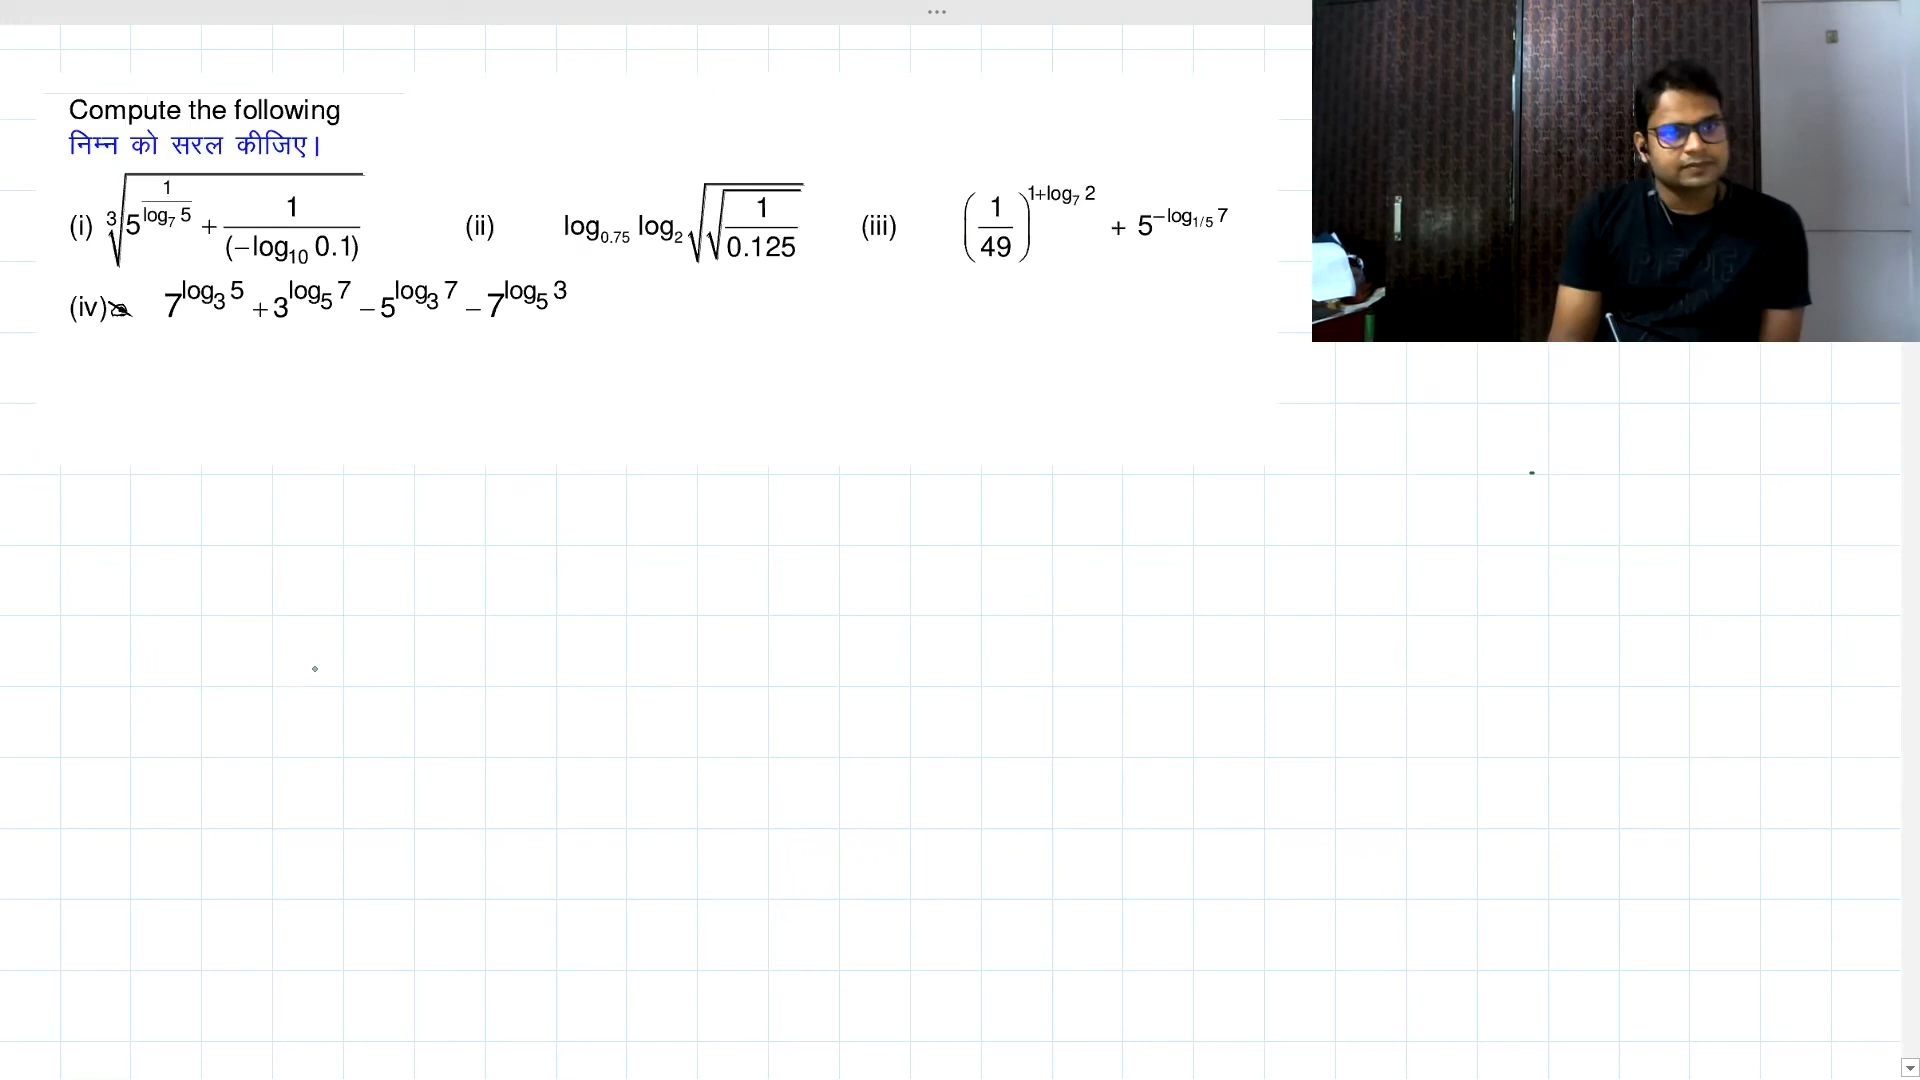 Compute the following
निम्न को सरल कीजिए।
(i) ∛(5^(1/log₇ 5) + 1/(−log₁₀ 0.1)) (ii) log₀.₇₅ log₂ √(√(1/0.125)) (iii) (1/49)^(1+log₇ 2) + 5^(−log₁/₅ 7)
(iv) 7^(log₃ 5) + 3^(log₅ 7) − 5^(log₃ 7) − 7^(log₅ 3)